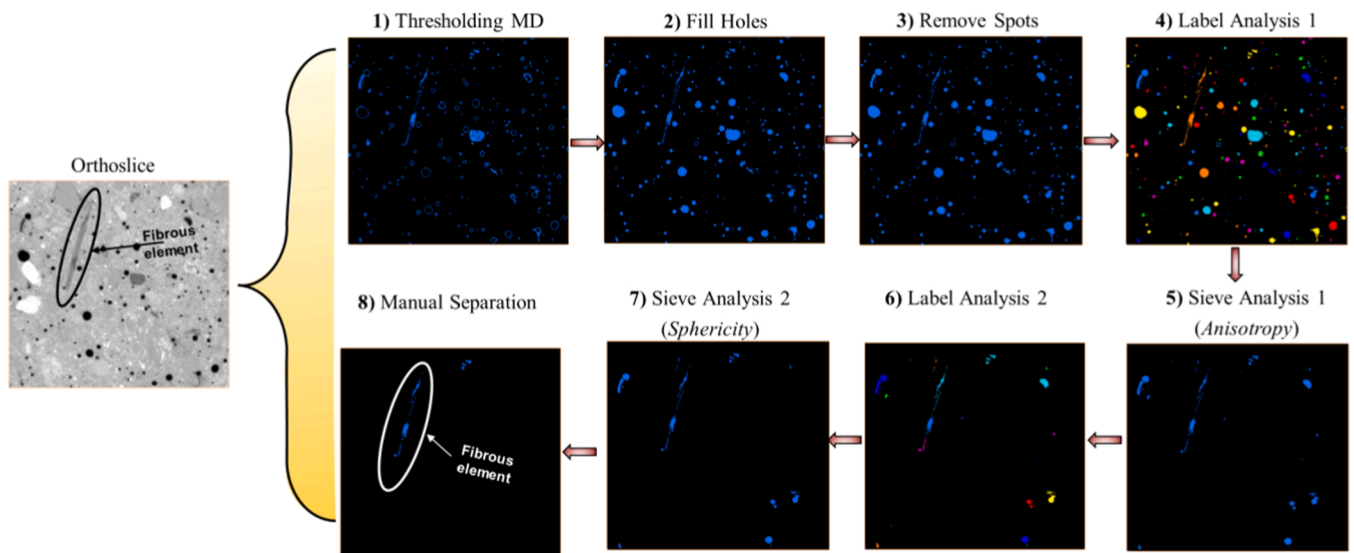 1) Thresholding MD
2) Fill Holes
3) Remove Spots
4) Label Analysis 1
Orthoslice
Fibrous
element
8) Manual Separation
7) Sieve Analysis 2
(Sphericity)
6) Label Analysis 2
5) Sieve Analysis 1
(Anisotropy)
Fibrous
element